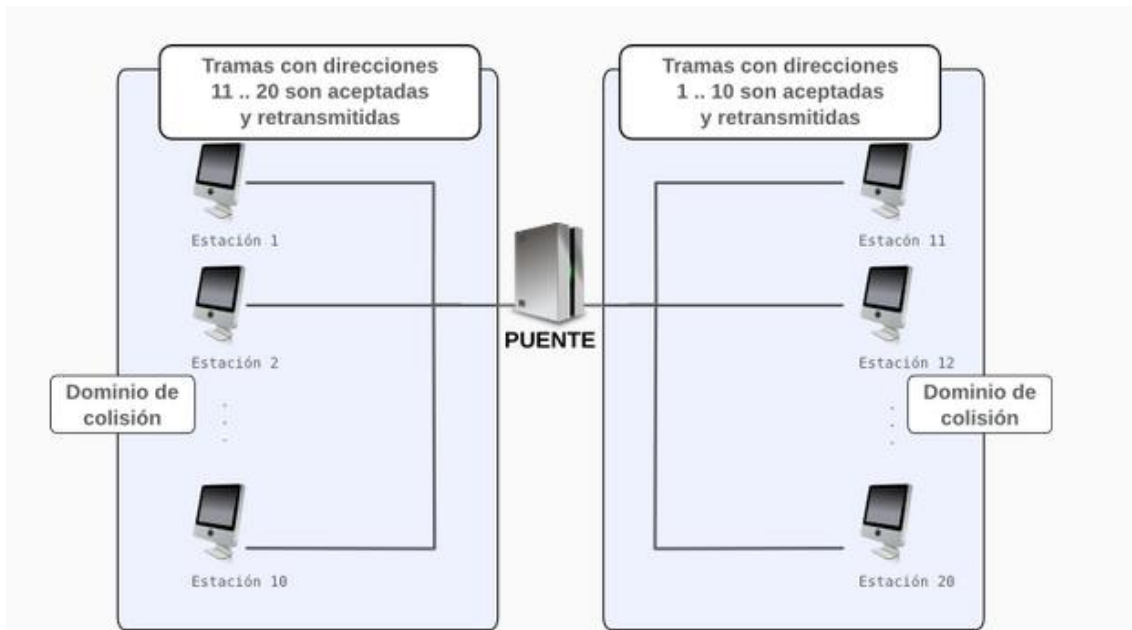 Tramas con direcciones
11 .. 20 son aceptadas
y retransmitidas
Tramas con direcciones
1 .. 10 son aceptadas
y retransmitidas
Estación 1
Estacón 11
PUENTE
Estación 2
Estación 12
Dominio de
colisión
Dominio de
colisión
Estación 10
Estación 20